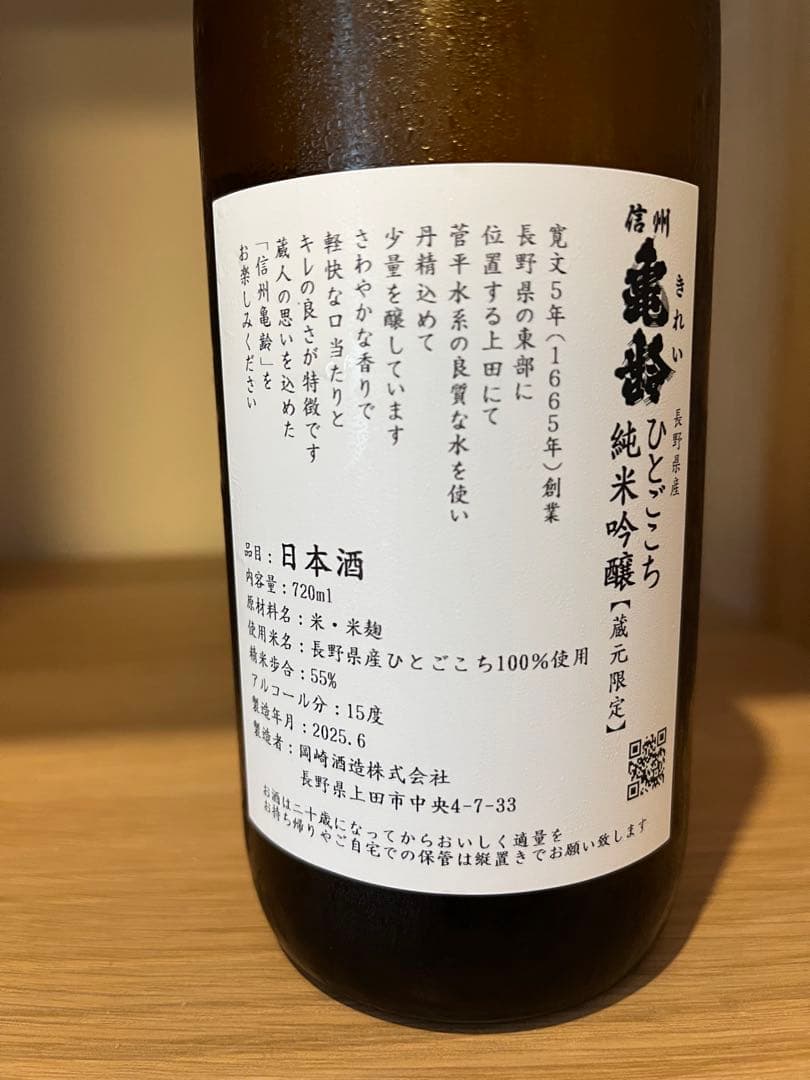 信州
亀齢
きれい
長野県産
ひとごこち
純米吟醸
【蔵元限定】
寛文5年(1665年)創業
長野県の東部に
位置する上田にて
菅平水系の良質な水を使い
丹精込めて
少量を醸しています
さわやかな香りで
軽快な口当たりと
キレの良さが特徴です
蔵人の思いを込めた
「信州亀齢」を
お楽しみください
品目:日本酒
内容量:720ml
原材料名:米・米麹
使用米名:長野県産ひとごこち100%使用
精米歩合:55%
アルコール分:15度
製造年月:2025.6
製造者:岡崎酒造株式会社
長野県上田市中央4-7-33
お酒は二十歳になってからおいしく適量を
お持ち帰りやご自宅での保管は縦置きでお願い致します